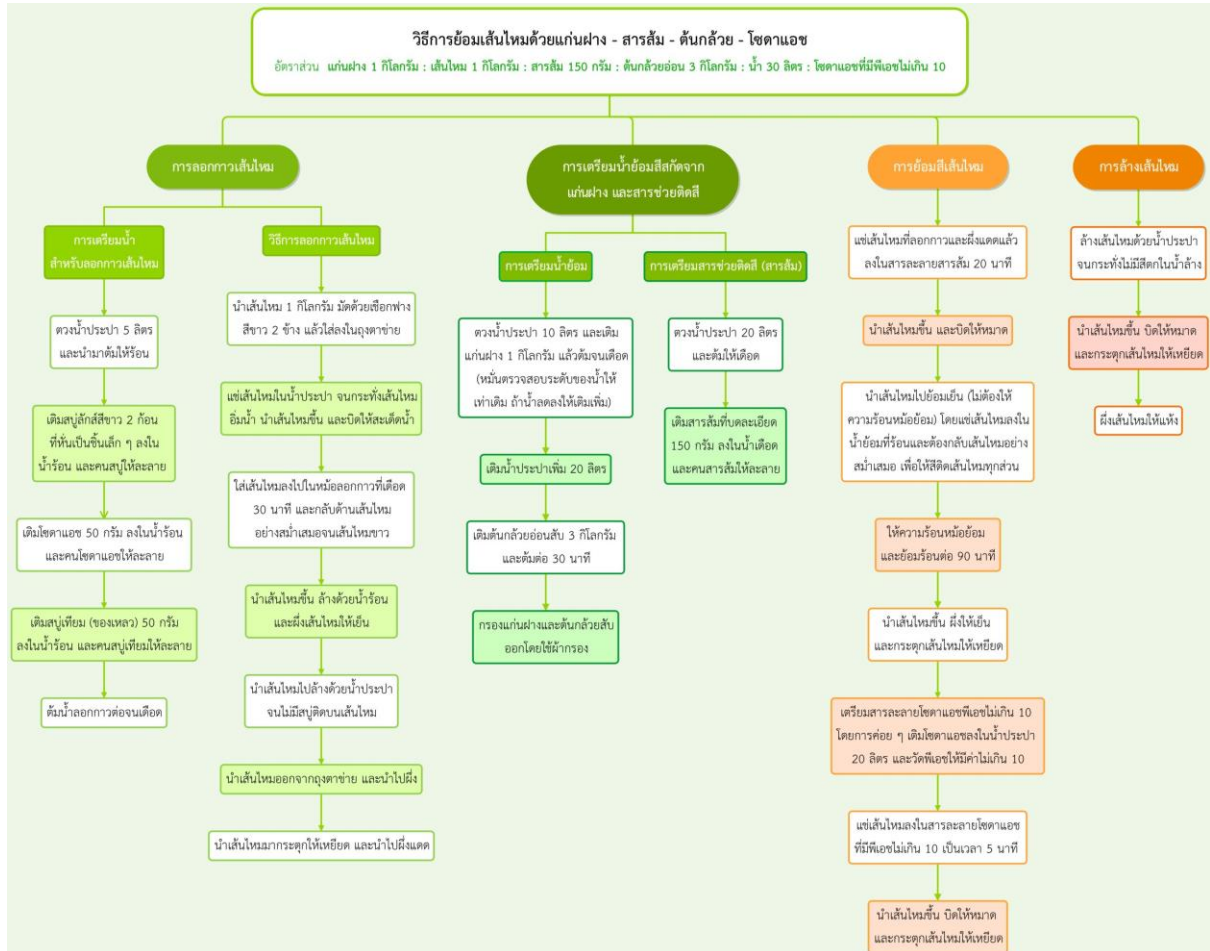 วิธีการย้อมเส้นไหมด้วยแก่นฝาง - สารส้ม - ต้นกล้วย - โซดาแอช
อัตราส่วน แก่นฝาง 1 กิโลกรัม : เส้นไหม 1 กิโลกรัม : สารส้ม 150 กรัม : ต้นกล้วยอ่อน 3 กิโลกรัม : น้ำ 30 ลิตร : โซดาแอชที่มีพีเอชไม่เกิน 10
การลอกกาวเส้นไหม
การเตรียมน้ำ
สำหรับลอกกาวเส้นไหม
ตวงน้ำประปา 5 ลิตร
และนำมาต้มให้ร้อน
เติมสบู่ลักส์สีขาว 2 ก้อน
ที่หั่นเป็นชิ้นเล็ก ๆ ลงใน
น้ำร้อน และคนสบู่ให้ละลาย
เติมโซดาแอช 50 กรัม ลงในน้ำร้อน
และคนโซดาแอชให้ละลาย
เติมสบู่เทียม (ของเหลว) 50 กรัม
ลงในน้ำร้อน และคนสบู่เทียมให้ละลาย
ต้มน้ำลอกกาวต่อจนเดือด
วิธีการลอกกาวเส้นไหม
นำเส้นไหม 1 กิโลกรัม มัดด้วยเชือกฟาง
สีขาว 2 ข้าง แล้วใส่ลงในถุงตาข่าย
แช่เส้นไหมในน้ำประปา จนกระทั่งเส้นไหม
อิ่มน้ำ นำเส้นไหมขึ้น และบิดให้สะเด็ดน้ำ
ใส่เส้นไหมลงไปในหม้อลอกกาวที่เดือด
30 นาที และกลับด้านเส้นไหม
อย่างสม่ำเสมอจนเส้นไหมขาว
นำเส้นไหมขึ้น ล้างด้วยน้ำร้อน
และผึ่งเส้นไหมให้เย็น
นำเส้นไหมไปล้างด้วยน้ำประปา
จนไม่มีสบู่ติดบนเส้นไหม
นำเส้นไหมออกจากถุงตาข่าย และนำไปผึ่ง
นำเส้นไหมมากระตุกให้เหยียด และนำไปผึ่งแดด
การเตรียมน้ำย้อมสีสกัดจาก
แก่นฝาง และสารช่วยติดสี
การเตรียมน้ำย้อม
ตวงน้ำประปา 10 ลิตร และเติม
แก่นฝาง 1 กิโลกรัม แล้วต้มจนเดือด
(หมั่นตรวจสอบระดับของน้ำให้
เท่าเดิม ถ้าน้ำลดลงให้เติมเพิ่ม)
เติมน้ำประปาเพิ่ม 20 ลิตร
เติมต้นกล้วยอ่อนสับ 3 กิโลกรัม
และต้มต่อ 30 นาที
กรองแก่นฝางและต้นกล้วยสับ
ออกโดยใช้ผ้ากรอง
การเตรียมสารช่วยติดสี (สารส้ม)
ตวงน้ำประปา 20 ลิตร
และต้มให้เดือด
เติมสารส้มที่บดละเอียด
150 กรัม ลงในน้ำเดือด
และคนสารส้มให้ละลาย
การย้อมสีเส้นไหม
แช่เส้นไหมที่ลอกกาวและผึ่งแดดแล้ว
ลงในสารละลายสารส้ม 20 นาที
นำเส้นไหมขึ้น และบิดให้หมาด
นำเส้นไหมไปย้อมเย็น (ไม่ต้องให้
ความร้อนหม้อย้อม) โดยแช่เส้นไหมลงใน
น้ำย้อมที่ร้อนและต้องกลับเส้นไหมอย่าง
สม่ำเสมอ เพื่อให้สีติดเส้นไหมทุกส่วน
ให้ความร้อนหม้อย้อม
และย้อมร้อนต่อ 90 นาที
นำเส้นไหมขึ้น ผึ่งให้เย็น
และกระตุกเส้นไหมให้เหยียด
เตรียมสารละลายโซดาแอชพีเอชไม่เกิน 10
โดยการค่อย ๆ เติมโซดาแอชลงในน้ำประปา
20 ลิตร และวัดพีเอชให้มีค่าไม่เกิน 10
แช่เส้นไหมลงในสารละลายโซดาแอช
ที่มีพีเอชไม่เกิน 10 เป็นเวลา 5 นาที
นำเส้นไหมขึ้น บิดให้หมาด
และกระตุกเส้นไหมให้เหยียด
การล้างเส้นไหม
ล้างเส้นไหมด้วยน้ำประปา
จนกระทั่งไม่มีสีตกในน้ำล้าง
นำเส้นไหมขึ้น บิดให้หมาด
และกระตุกเส้นไหมให้เหยียด
ผึ่งเส้นไหมให้แห้ง